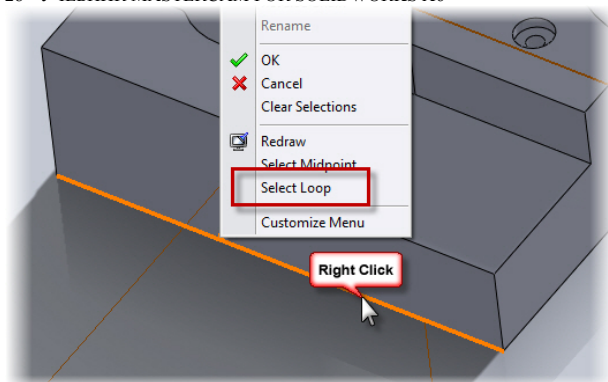 Rename
OK
Cancel
Clear Selections
Redraw
Select Midpoint
Select Loop
Customize Menu
Right Click